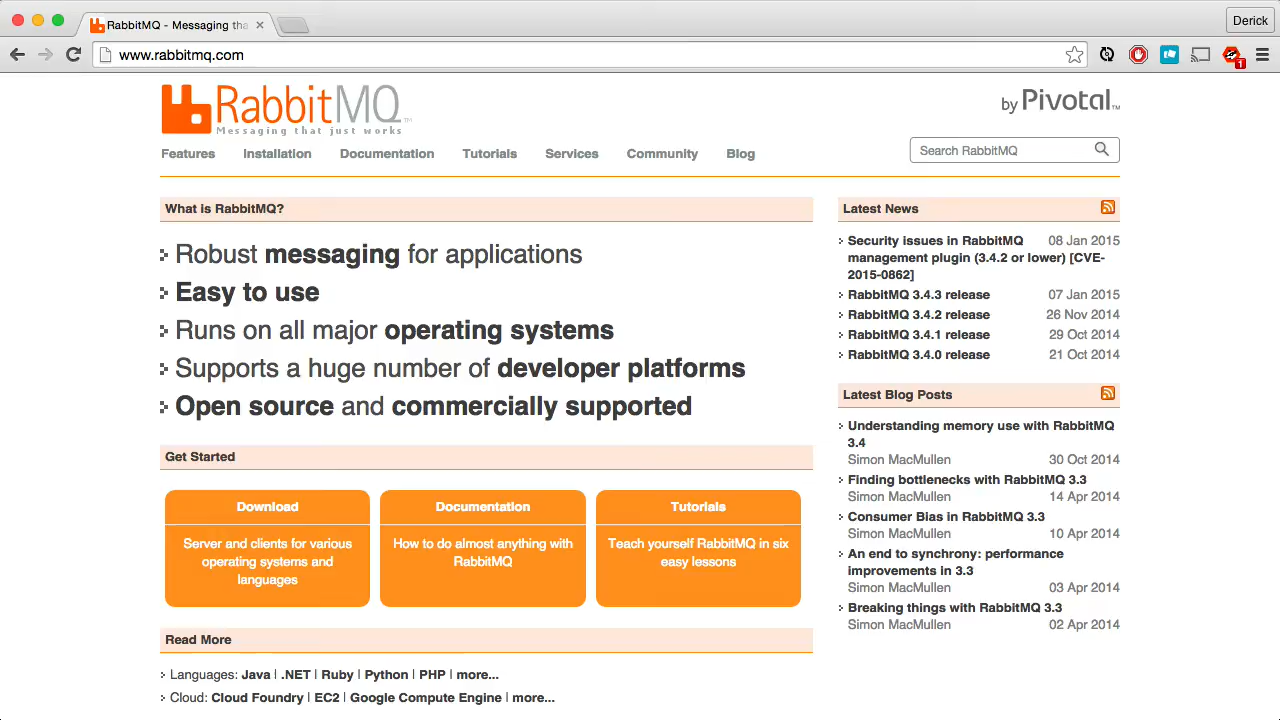 RabbitMQ - Messaging tha
Derick
www.rabbitmq.com
1
RabbitMQ™
Messaging that just works
by Pivotal™
Features Installation Documentation Tutorials Services Community Blog
Search RabbitMQ
What is RabbitMQ?
Robust messaging for applications
Easy to use
Runs on all major operating systems
Supports a huge number of developer platforms
Open source and commercially supported
Get Started
Download
Server and clients for various
operating systems and
languages
Documentation
How to do almost anything with
RabbitMQ
Tutorials
Teach yourself RabbitMQ in six
easy lessons
Read More
Languages: Java | .NET | Ruby | Python | PHP | more...
Cloud: Cloud Foundry | EC2 | Google Compute Engine | more...
Latest News
Security issues in RabbitMQ 08 Jan 2015
management plugin (3.4.2 or lower) [CVE-
2015-0862]
RabbitMQ 3.4.3 release 07 Jan 2015
RabbitMQ 3.4.2 release 26 Nov 2014
RabbitMQ 3.4.1 release 29 Oct 2014
RabbitMQ 3.4.0 release 21 Oct 2014
Latest Blog Posts
Understanding memory use with RabbitMQ
3.4
Simon MacMullen 30 Oct 2014
Finding bottlenecks with RabbitMQ 3.3
Simon MacMullen 14 Apr 2014
Consumer Bias in RabbitMQ 3.3
Simon MacMullen 10 Apr 2014
An end to synchrony: performance
improvements in 3.3
Simon MacMullen 03 Apr 2014
Breaking things with RabbitMQ 3.3
Simon MacMullen 02 Apr 2014